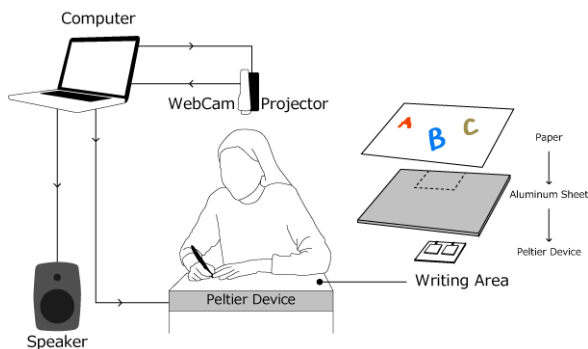 Computer
WebCam Projector
A B C
Paper
Aluminum Sheet
Peltier Device
Writing Area
Peltier Device
Speaker